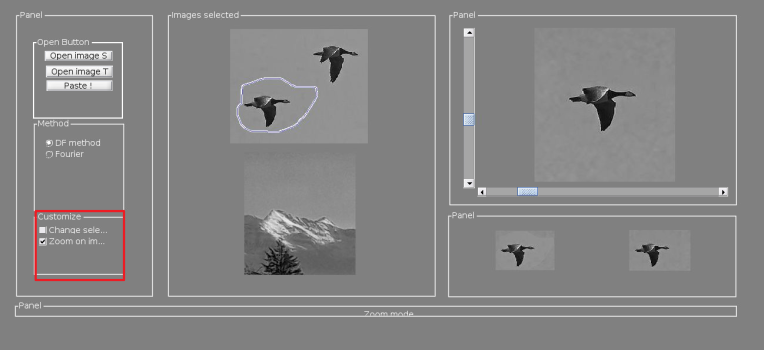 Panel
Open Button
Open image S
Open image T
Paste !
Method
DF method
Fourier
Customize
Change sele...
Zoom on im...
Images selected
Panel
Panel
Panel
Zoom mode